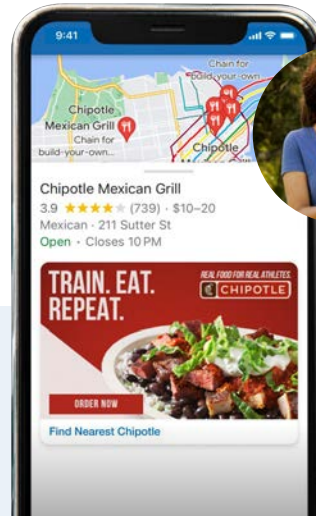 9:41
Chain for
build-your-own...
Chipotle
Mexican Grill
Chain for
build-your-own...
Chipotle
Chipotle Mexican Grill
3.9 ★★★★★ (739) · $10–20
Mexican · 211 Sutter St
Open · Closes 10 PM
TRAIN. EAT.
REPEAT.
REAL FOOD FOR REAL ATHLETES.
CHIPOTLE
ORDER NOW
Find Nearest Chipotle